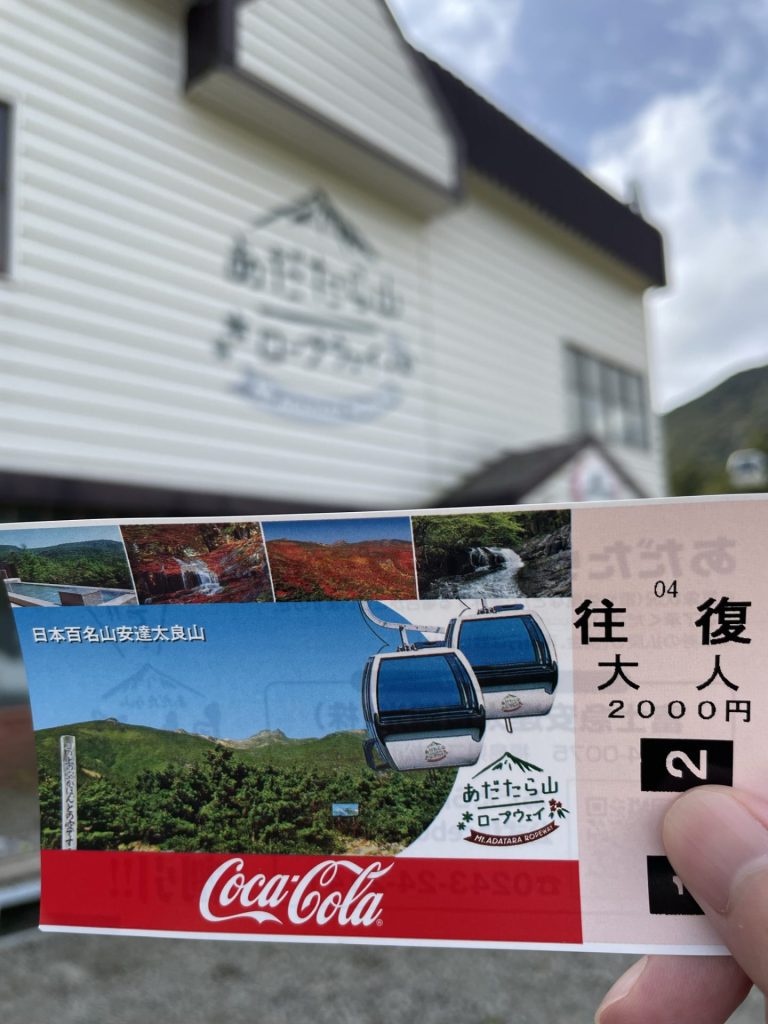 あだたら山
ロープウェイ
日本百名山安達太良山
あだたら山
ロープウェイ
Mt.ADATARA ROPEWAY
Coca-Cola
04
往復
大人
2000円
2
1